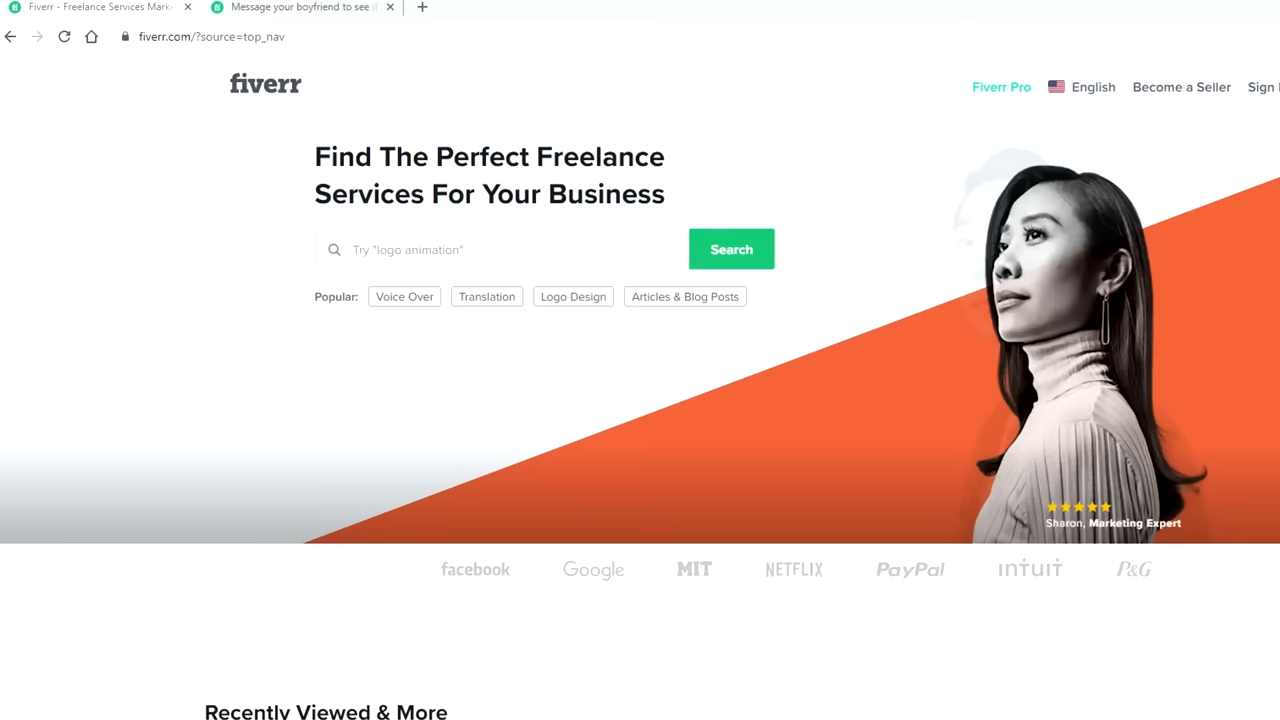 Fiverr - Freelance Services Mark
Message your boyfriend to see i
fiverr.com/?source=top_nav
fiverr
Fiverr Pro
English
Become a Seller
Sign
Find The Perfect Freelance
Services For Your Business
Try "logo animation"
Search
Popular:
Voice Over
Translation
Logo Design
Articles & Blog Posts
Sharon, Marketing Expert
facebook
Google
MIT
NETFLIX
PayPal
intuit
P&G
Recently Viewed & More